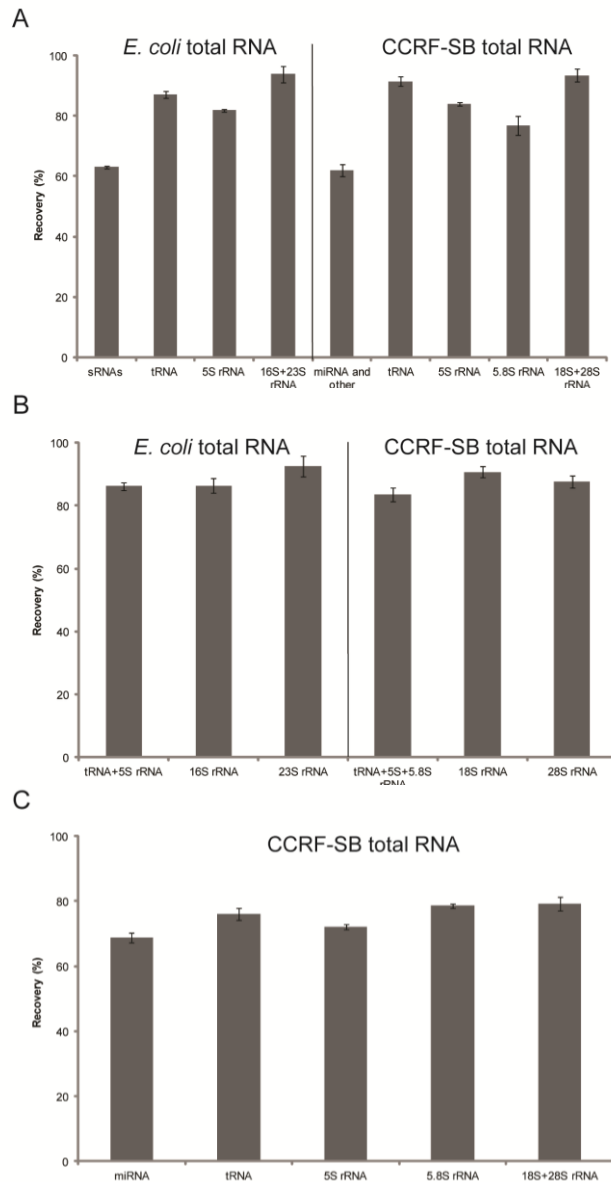 A
E. coli total RNA
CCRF-SB total RNA
100
80
60
40
20
0
Recovery (%)
sRNAs
tRNA
5S rRNA
16S+23S
rRNA
miRNA and
other
tRNA
5S rRNA
5.8S rRNA
18S+28S
rRNA
B
E. coli total RNA
CCRF-SB total RNA
100
80
60
40
20
0
Recovery (%)
tRNA+5S rRNA
16S rRNA
23S rRNA
tRNA+5S+5.8S
rRNA
18S rRNA
28S rRNA
C
CCRF-SB total RNA
100
80
60
40
20
0
Recovery (%)
miRNA
tRNA
5S rRNA
5.8S rRNA
18S+28S rRNA